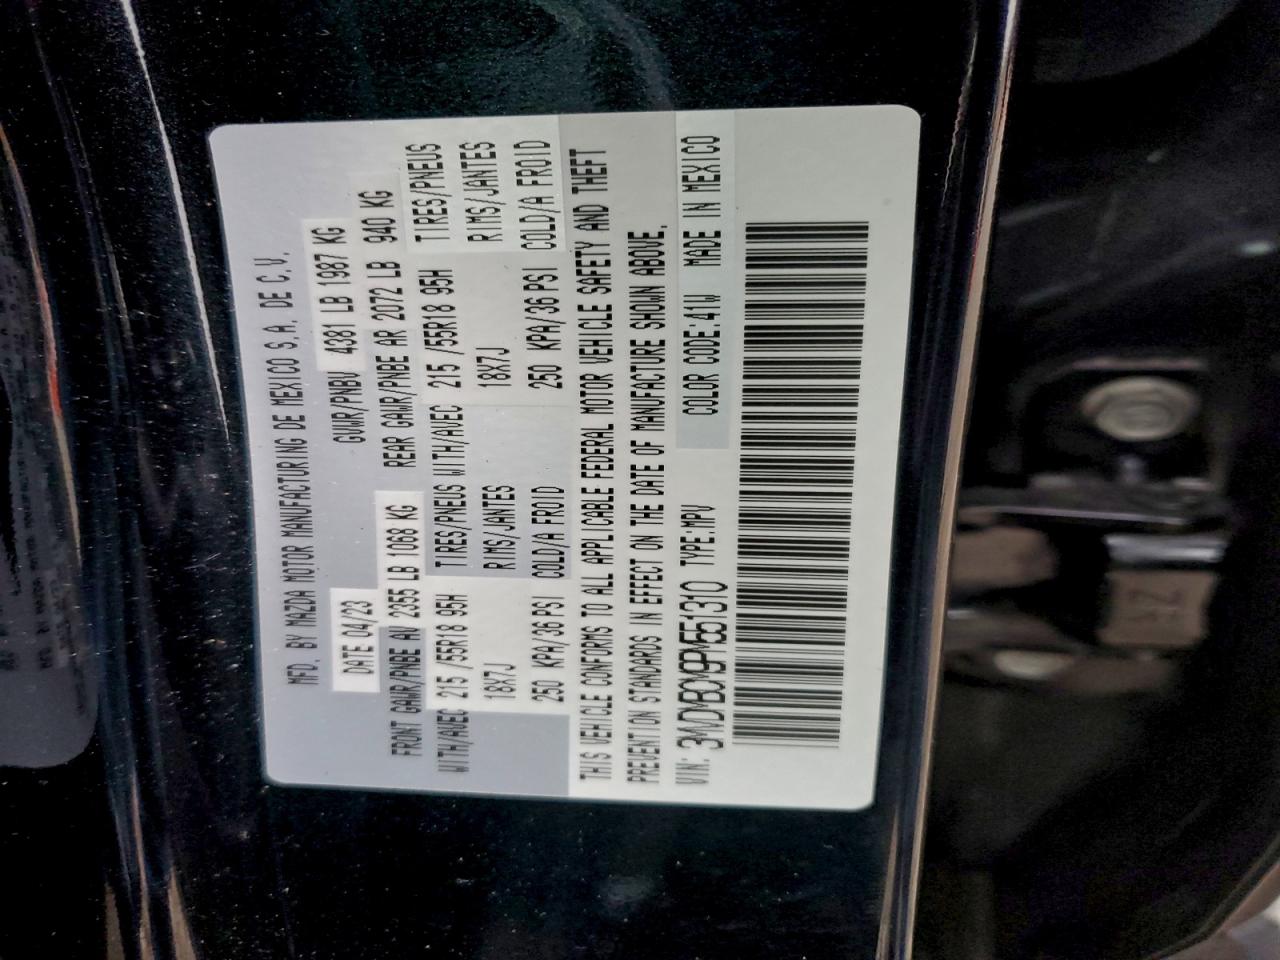 MFD. BY MAZDA MOTOR MANUFACTURING DE MEXICO S.A. DE C.V.
DATE 04/23 GVWR/PNBV 4381 LB 1987 KG
FRONT GAWR/PNBE AV 2355 LB 1068 KG REAR GAWR/PNBE AR 2072 LB 940 KG
WITH/AVEC 215 /55R18 95H TIRES/PNEUS WITH/AVEC 215 /55R18 95H TIRES/PNEUS
18X7J RIMS/JANTES 18X7J RIMS/JANTES
250 KPA/36 PSI COLD/A FROID 250 KPA/36 PSI COLD/A FROID
THIS VEHICLE CONFORMS TO ALL APPLICABLE FEDERAL MOTOR VEHICLE SAFETY AND THEFT
PREVENTION STANDARDS IN EFFECT ON THE DATE OF MANUFACTURE SHOWN ABOVE.
VIN: 3MVDMBCM9PM551310 TYPE:MPV COLOR CODE:41W MADE IN MEXICO